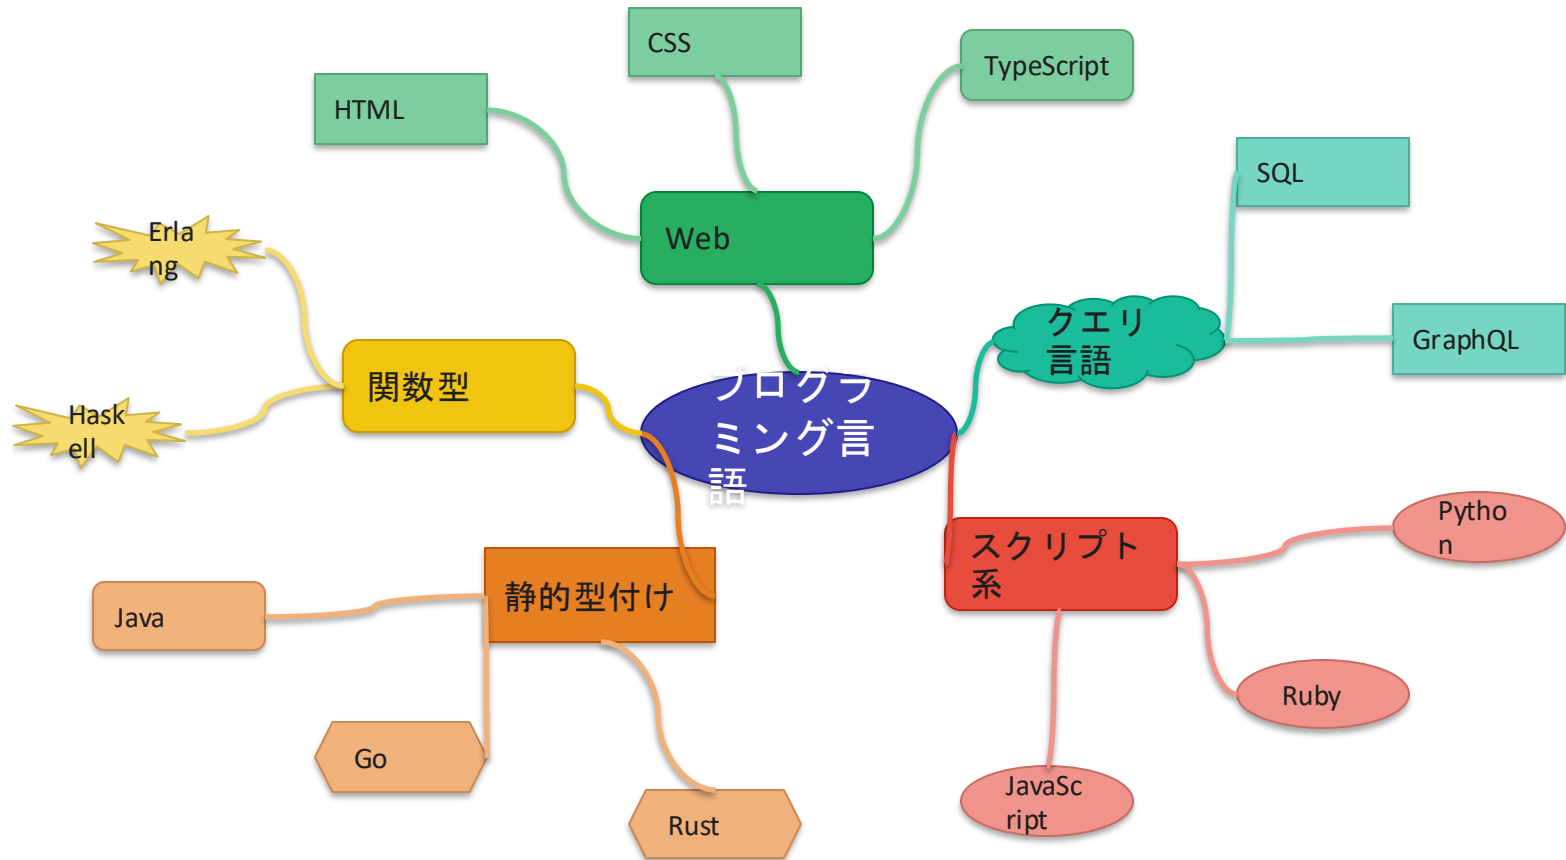 CSS
TypeScript
HTML
SQL
Web
Erla
ng
クエリ
言語
GraphQL
関数型
プログラ
ミング言
語
Hask
ell
Pytho
n
スクリプト
系
静的型付け
Java
Ruby
Go
JavaSc
ript
Rust